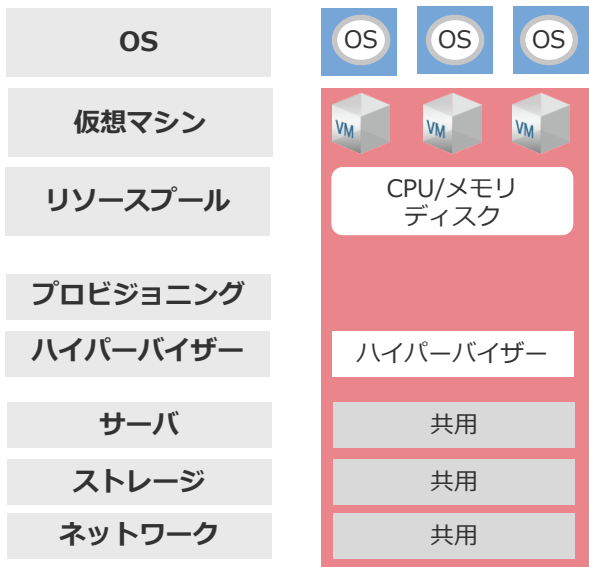 OS
OS OS OS
仮想マシン
VM VM VM
リソースプール
CPU/メモリ
ディスク
プロビジョニング
ハイパーバイザー
ハイパーバイザー
サーバ
共用
ストレージ
共用
ネットワーク
共用